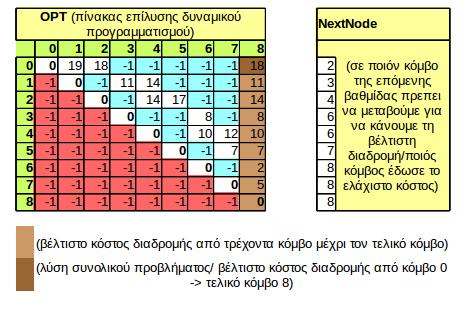 OPT (πίνακας επίλυσης δυναμικού
προγραμματισμού)
0 1 2 3 4 5 6 7 8
0 0 19 18 -1 -1 -1 -1 -1 18
1 -1 0 -1 11 14 -1 -1 -1 11
2 -1 -1 0 -1 14 17 -1 -1 14
3 -1 -1 -1 0 -1 -1 8 -1 8
4 -1 -1 -1 -1 0 -1 10 12 10
5 -1 -1 -1 -1 -1 0 -1 7 7
6 -1 -1 -1 -1 -1 -1 0 -1 2
7 -1 -1 -1 -1 -1 -1 -1 0 5
8 -1 -1 -1 -1 -1 -1 -1 -1 0
NextNode
2
3
4
6
6
7
8
8
8
(σε ποιόν κόμβο
της επόμενης
βαθμίδας πρεπει
να μεταβούμε για
να κάνουμε τη
βέλτιστη
διαδρομή/ποιός
κόμβος έδωσε το
ελάχιστο κόστος)
(βέλτιστο κόστος διαδρομής από τρέχοντα κόμβο μέχρι τον τελικό κόμβο)
(λύση συνολικού προβλήματος/ βέλτιστο κόστος διαδρομής από κόμβο 0
-> τελικό κόμβο 8)